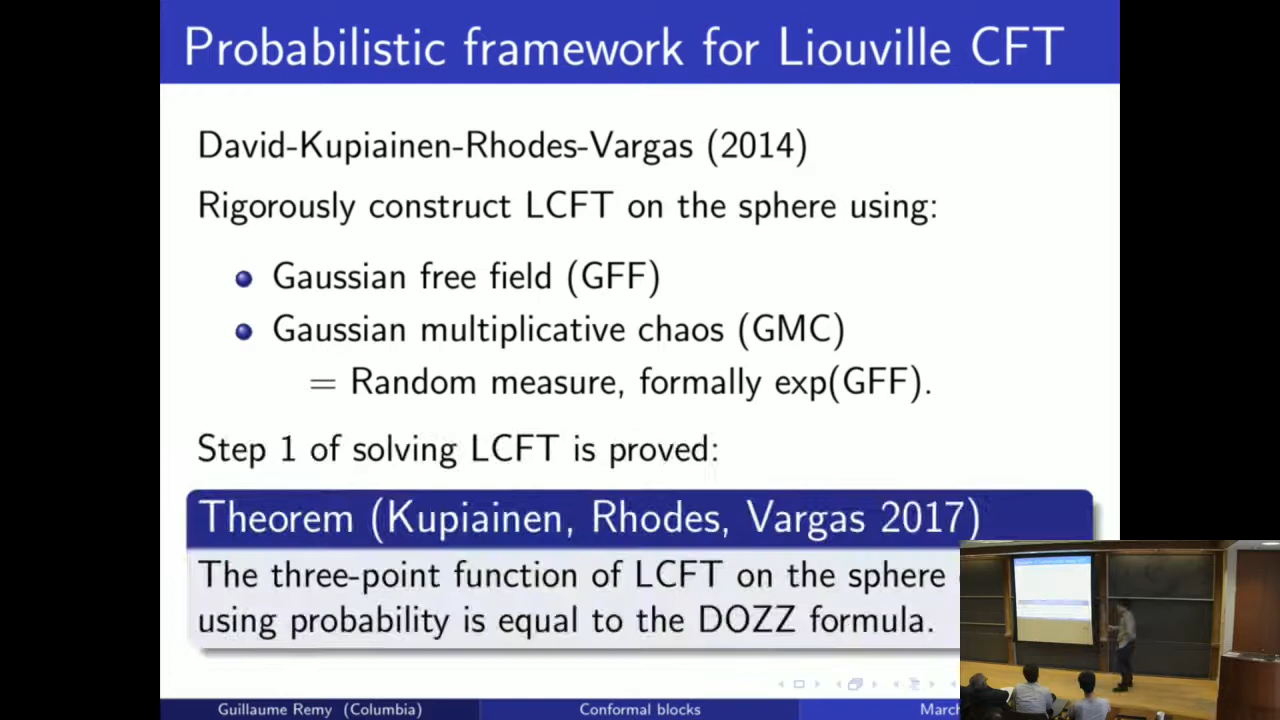 Probabilistic framework for Liouville CFT
David-Kupiainen-Rhodes-Vargas (2014)
Rigorously construct LCFT on the sphere using:
Gaussian free field (GFF)
Gaussian multiplicative chaos (GMC)
= Random measure, formally exp(GFF).
Step 1 of solving LCFT is proved:
Theorem (Kupiainen, Rhodes, Vargas 2017)
The three-point function of LCFT on the sphere
using probability is equal to the DOZZ formula.
Guillaume Remy (Columbia) Conformal blocks March